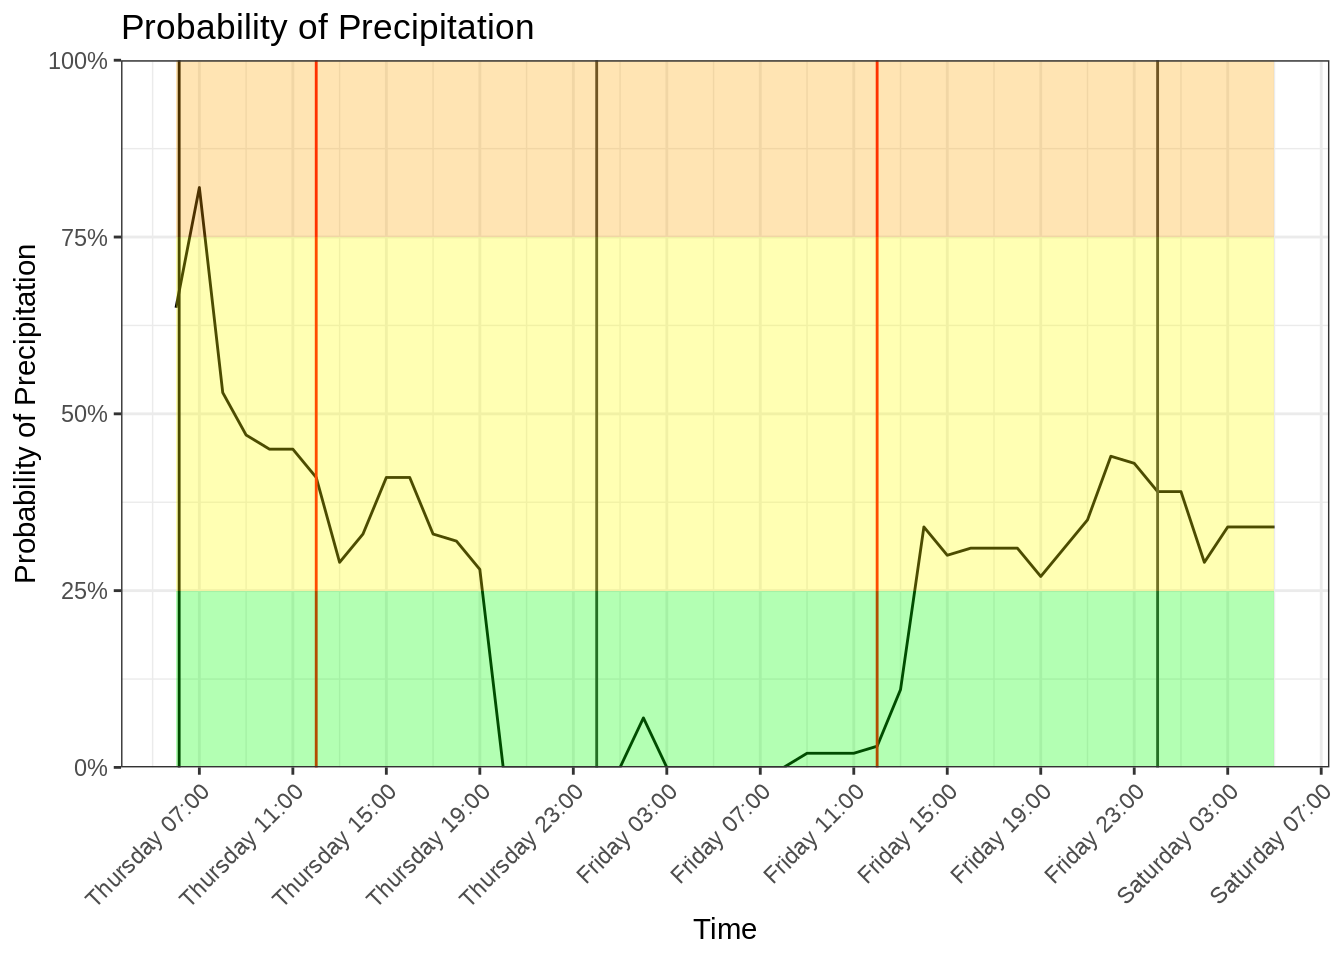 Probability of Precipitation
Probability of Precipitation
100%
75%
50%
25%
0%
Thursday 07:00
Thursday 11:00
Thursday 15:00
Thursday 19:00
Thursday 23:00
Friday 03:00
Friday 07:00
Friday 11:00
Friday 15:00
Friday 19:00
Friday 23:00
Saturday 03:00
Saturday 07:00
Time